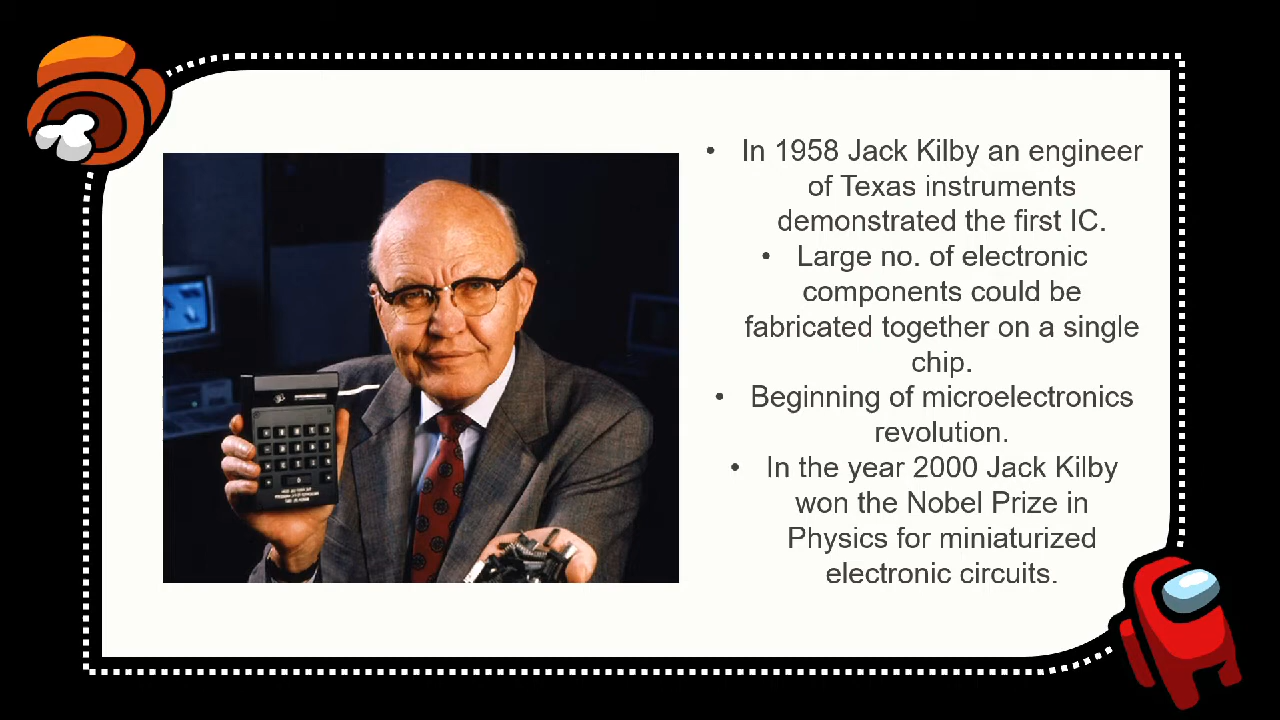 • In 1958 Jack Kilby an engineer
of Texas instruments
demonstrated the first IC.
• Large no. of electronic
components could be
fabricated together on a single
chip.
• Beginning of microelectronics
revolution.
• In the year 2000 Jack Kilby
won the Nobel Prize in
Physics for miniaturized
electronic circuits.